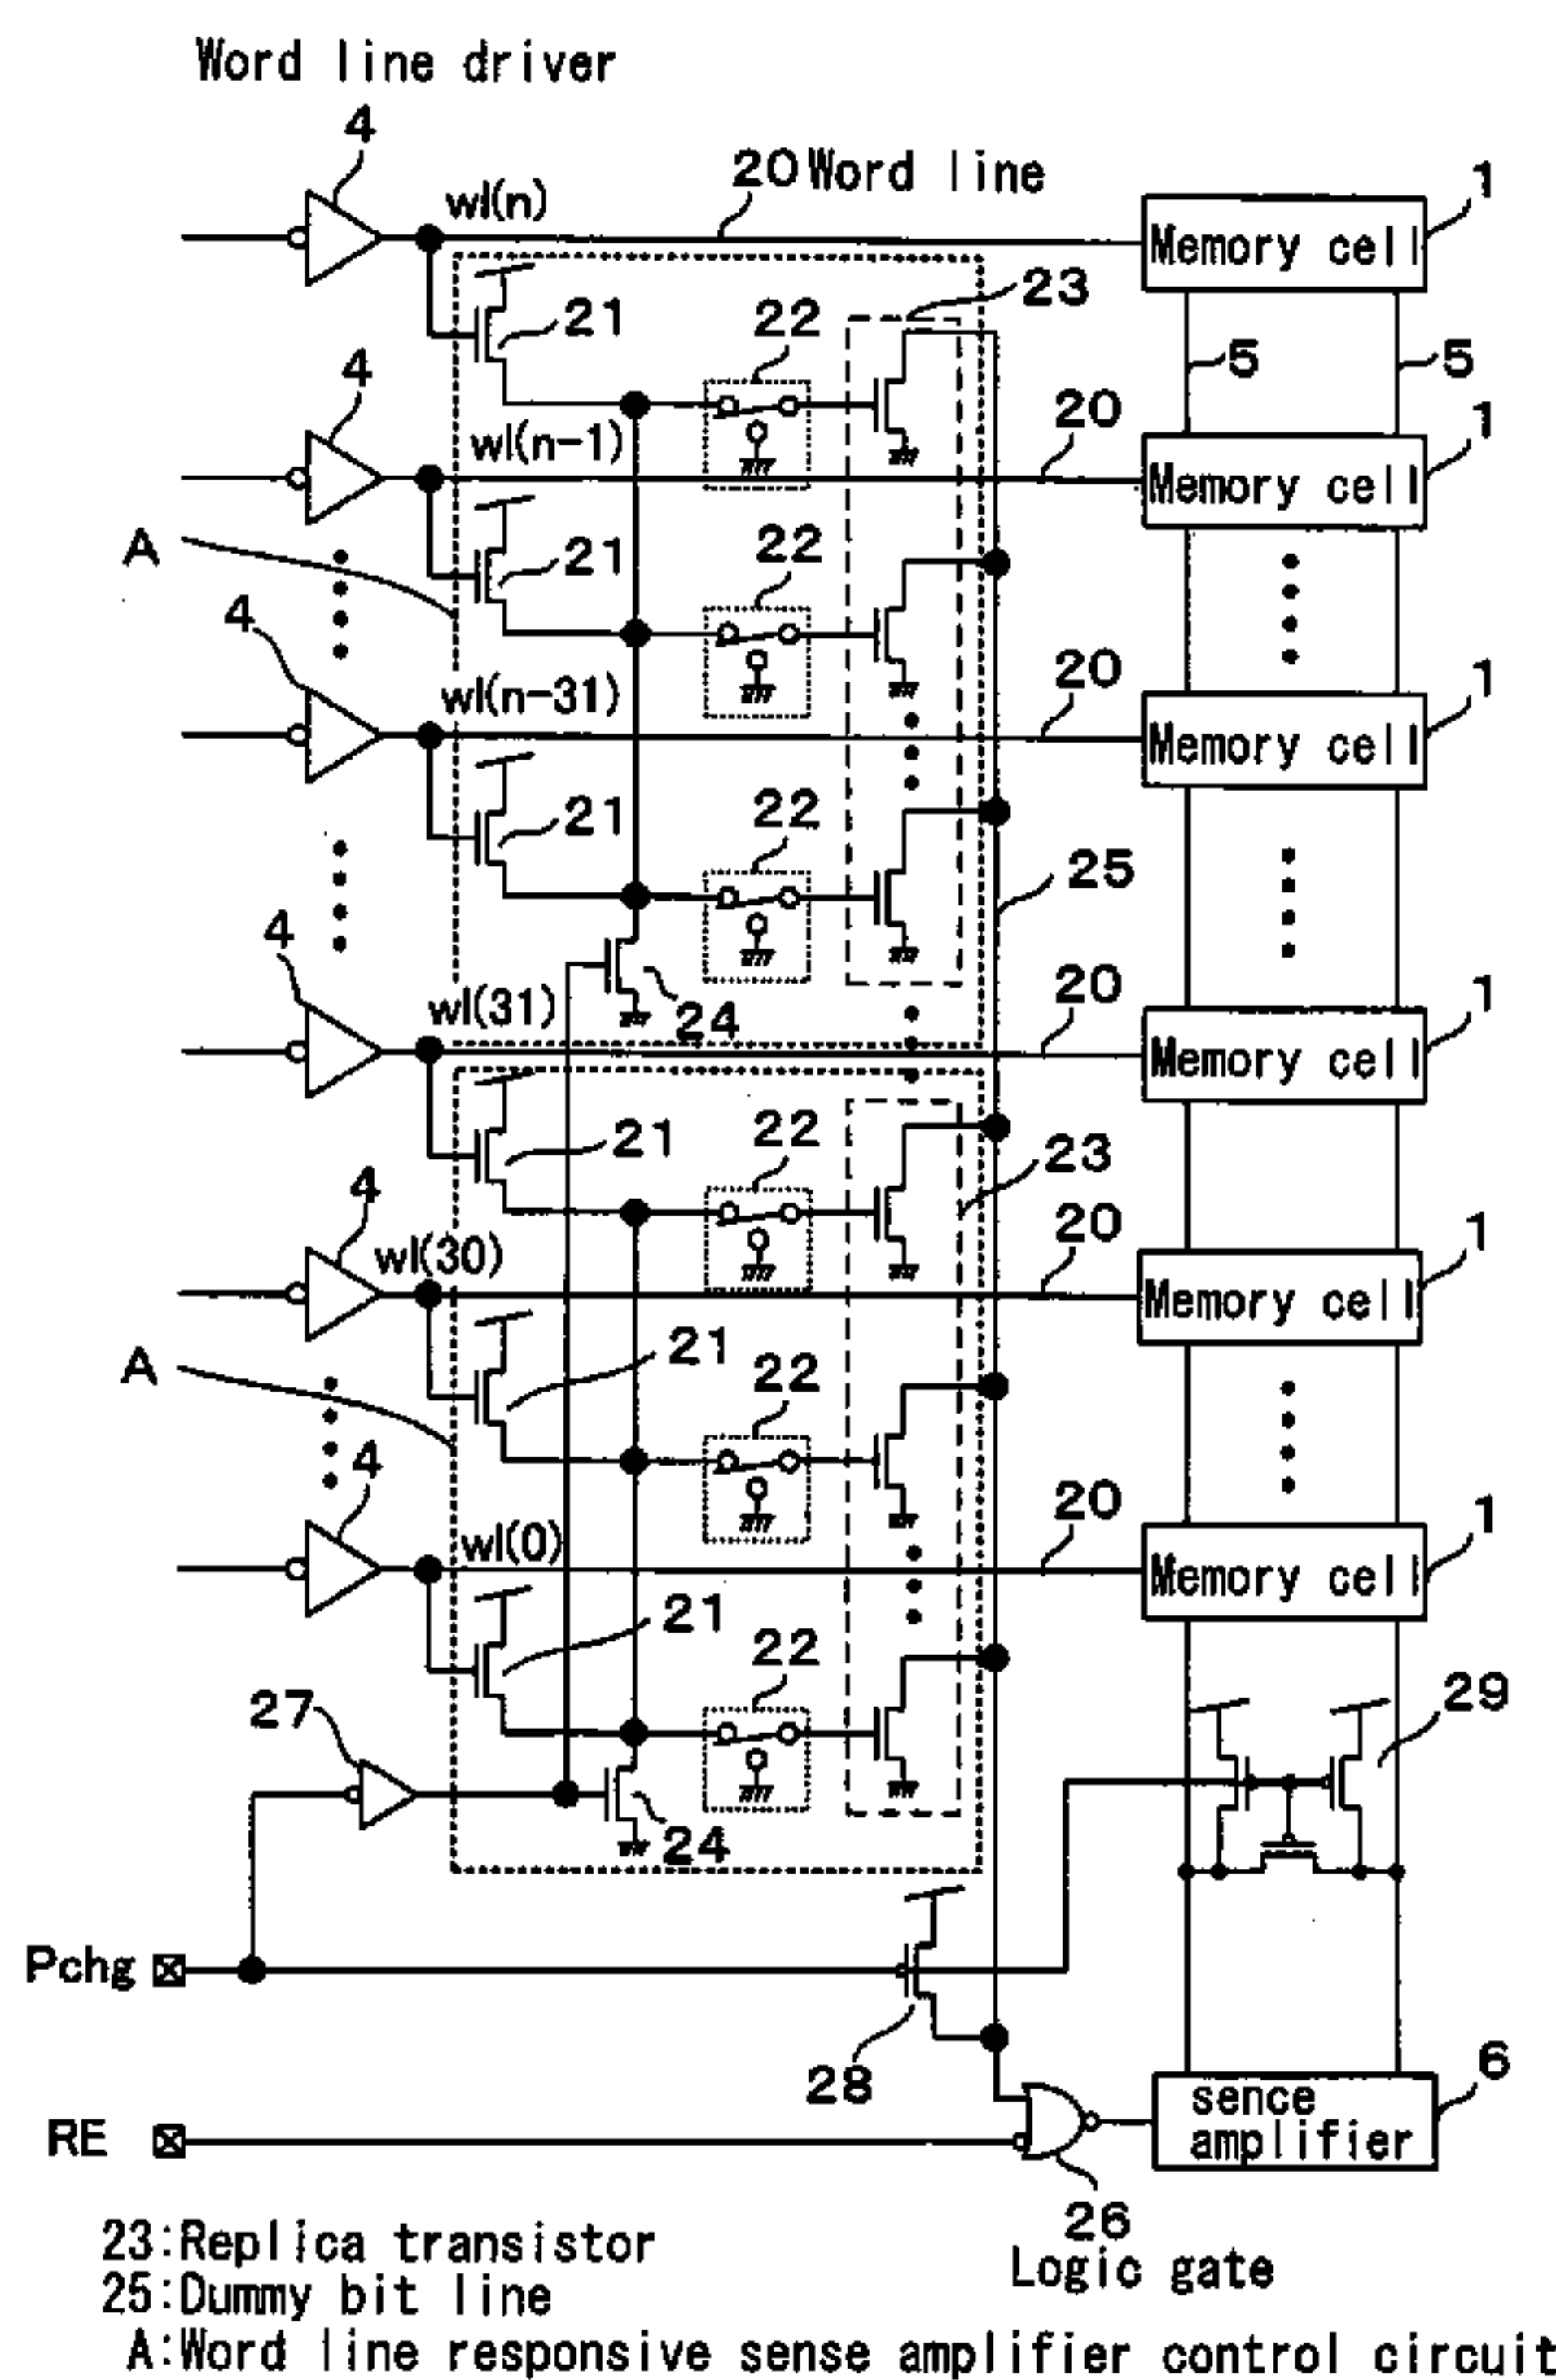 Word line driver
4
wl(n)
20 Word line
1
Memory cell
23
21
22
5
5
4
20
1
wl(n-1)
Memory cell
A
21
22
4
20
1
wl(n-31)
Memory cell
21
22
25
4
20
1
wl(31)
24
Memory cell
21
22
23
4
20
1
wl(30)
Memory cell
A
21
22
4
20
1
wl(0)
Memory cell
21
22
27
29
24
Pchg
28
6
sence
amplifier
RE
26
Logic gate
23:Replica transistor
25:Dummy bit line
A:Word line responsive sense amplifier control circuit